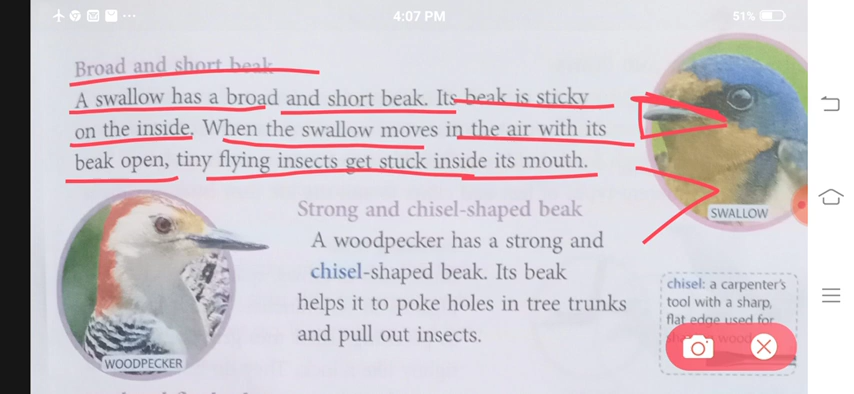 4:07 PM
51%
Broad and short beak
A swallow has a broad and short beak. Its beak is sticky
on the inside. When the swallow moves in the air with its
beak open, tiny flying insects get stuck inside its mouth.
SWALLOW
Strong and chisel-shaped beak
A woodpecker has a strong and
chisel-shaped beak. Its beak
helps it to poke holes in tree trunks
and pull out insects.
WOODPECKER
chisel: a carpenter's
tool with a sharp,
flat edge used for